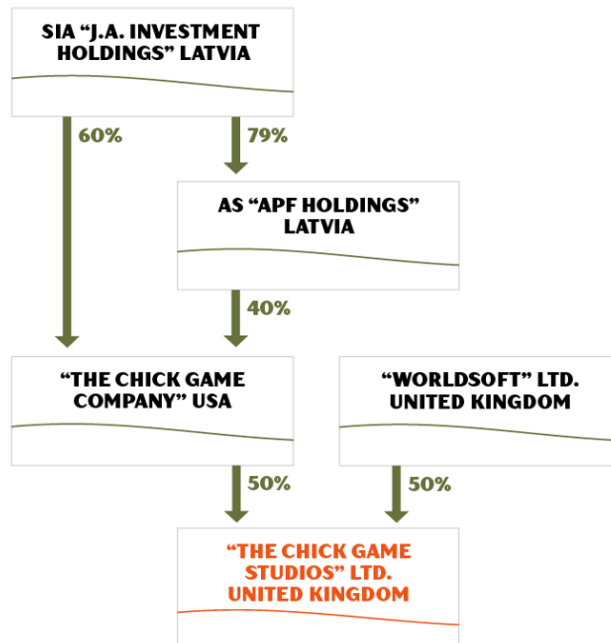 SIA “J.A. INVESTMENT
HOLDINGS” LATVIA
60%
79%
AS “APF HOLDINGS”
LATVIA
40%
“THE CHICK GAME
COMPANY” USA
“WORLDSOFT” LTD.
UNITED KINGDOM
50%
50%
“THE CHICK GAME
STUDIOS” LTD.
UNITED KINGDOM